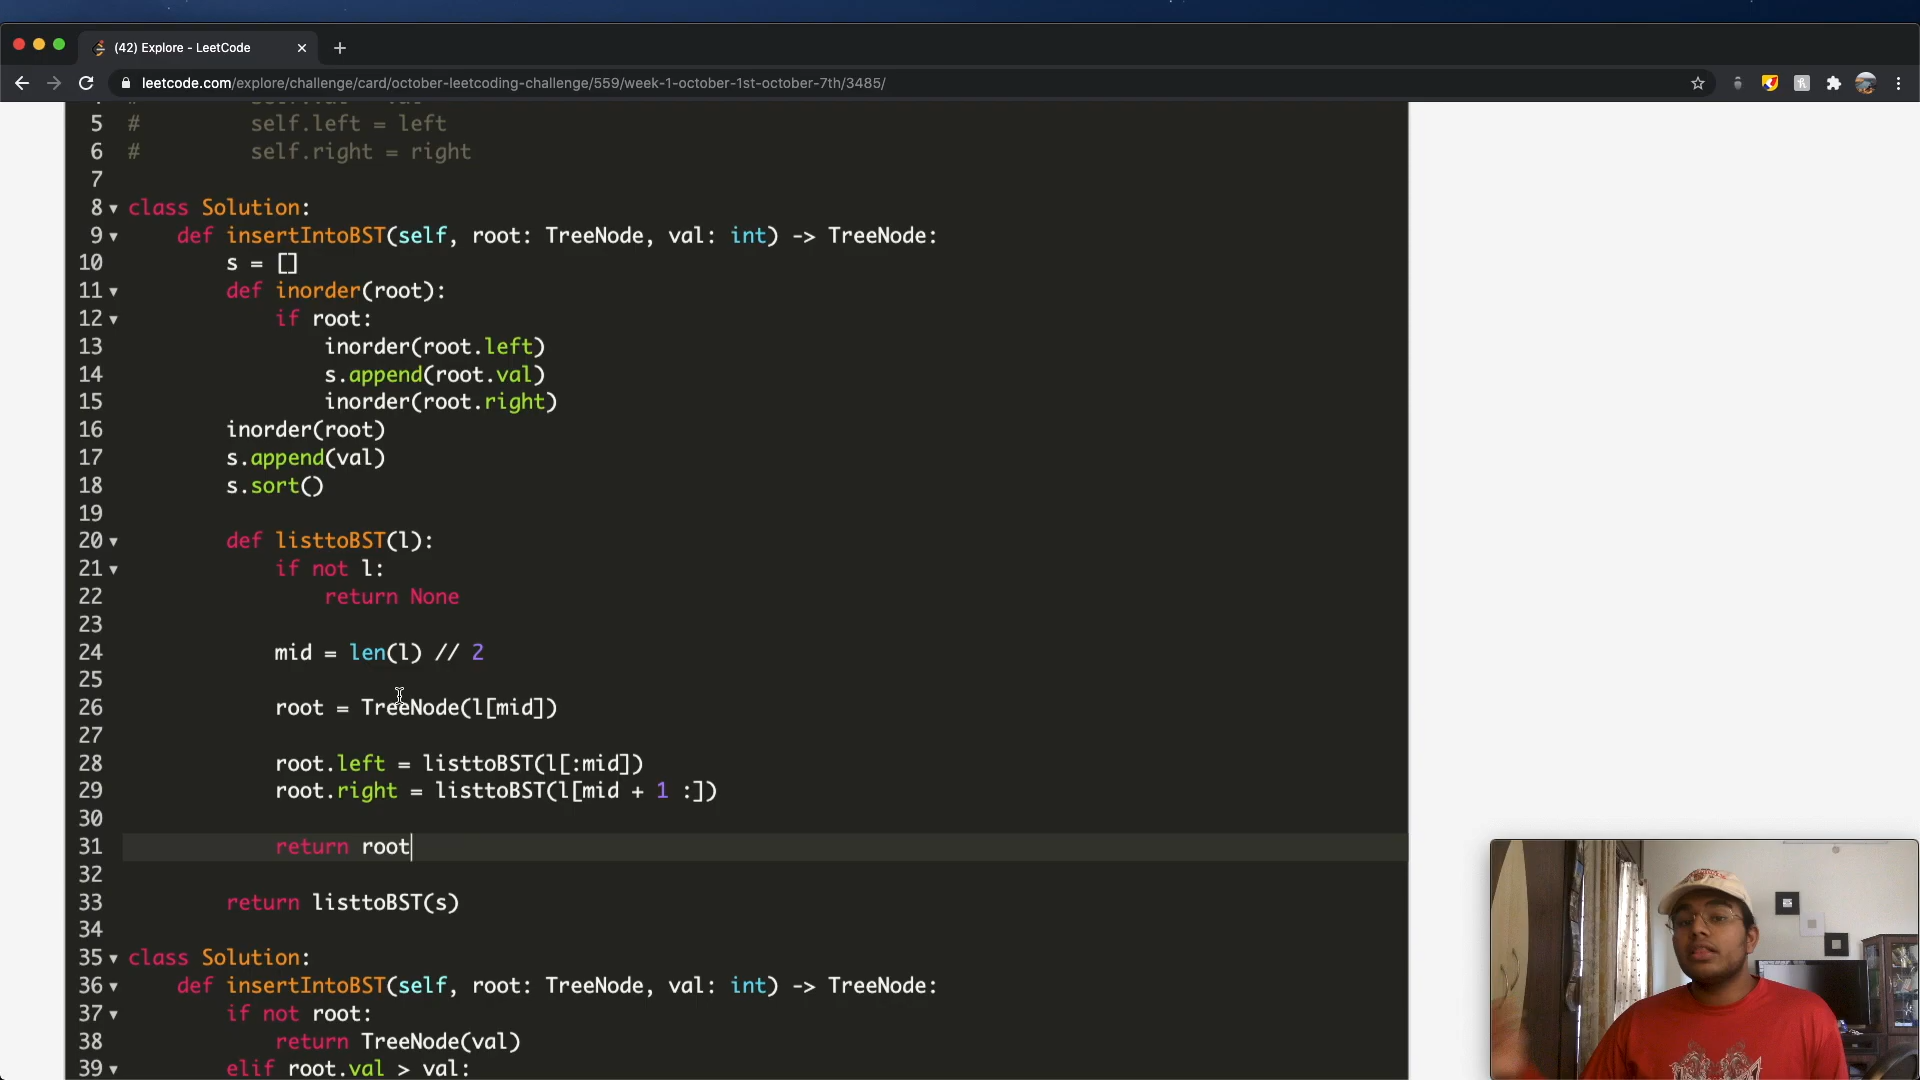 (42) Explore - LeetCode
leetcode.com/explore/challenge/card/october-leetcoding-challenge/559/week-1-october-1st-october-7th/3485/
5 #         self.left = left
6 #         self.right = right
7
8 class Solution:
9     def insertIntoBST(self, root: TreeNode, val: int) -> TreeNode:
10         s = []
11         def inorder(root):
12             if root:
13                 inorder(root.left)
14                 s.append(root.val)
15                 inorder(root.right)
16         inorder(root)
17         s.append(val)
18         s.sort()
19
20         def listtoBST(l):
21             if not l:
22                 return None
23
24             mid = len(l) // 2
25
26             root = TreeNode(l[mid])
27
28             root.left = listtoBST(l[:mid])
29             root.right = listtoBST(l[mid + 1 :])
30
31             return root
32
33         return listtoBST(s)
34
35 class Solution:
36     def insertIntoBST(self, root: TreeNode, val: int) -> TreeNode:
37         if not root:
38             return TreeNode(val)
39         elif root.val > val: